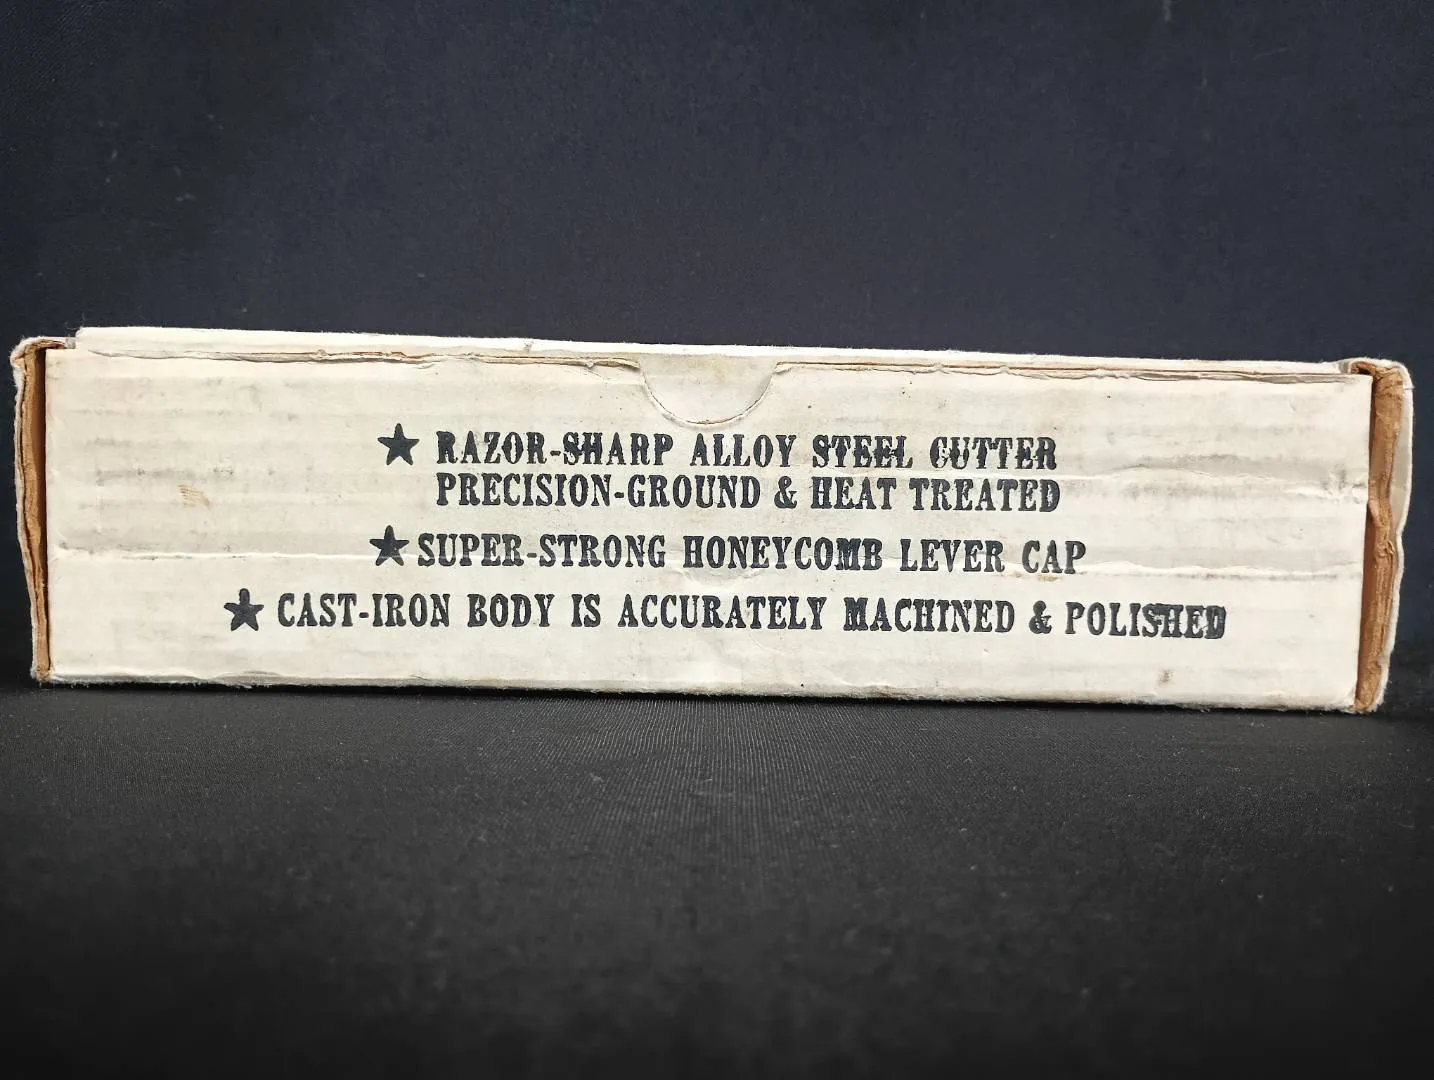 ★ RAZOR-SHARP ALLOY STEEL CUTTER
PRECISION-GROUND & HEAT TREATED
★ SUPER-STRONG HONEYCOMB LEVER CAP
★ CAST-IRON BODY IS ACCURATELY MACHINED & POLISHED